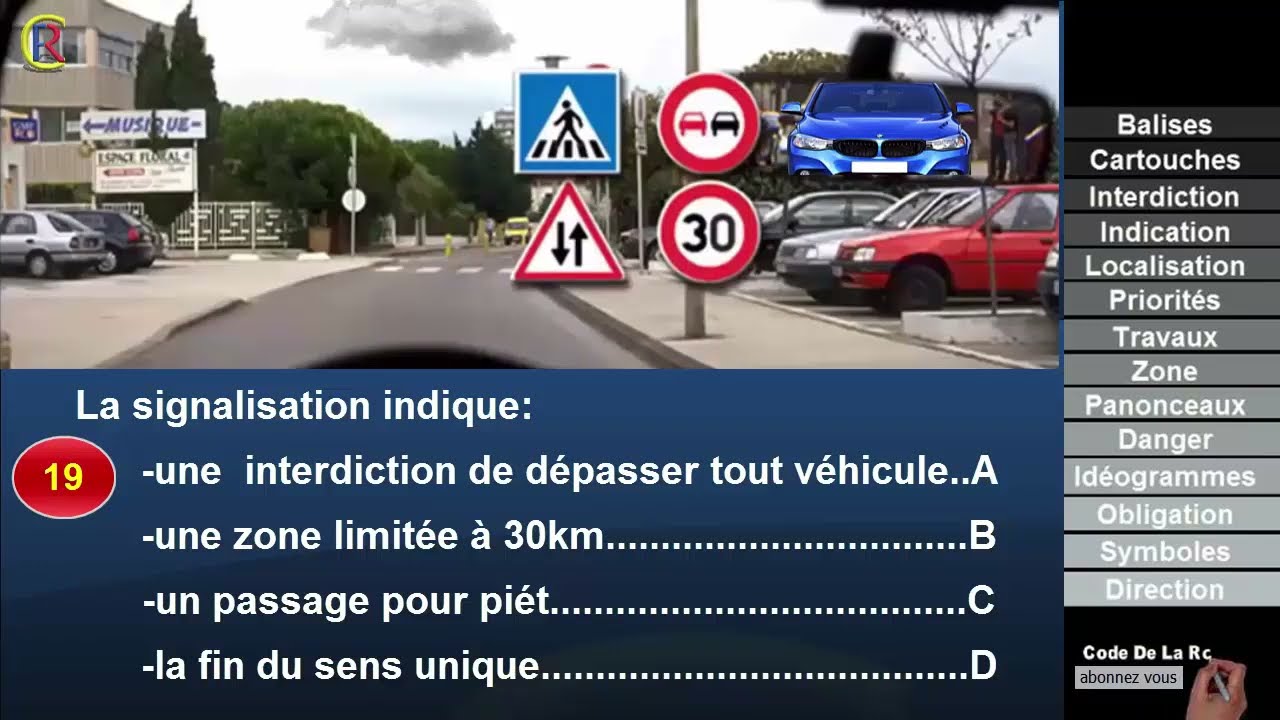 CRR
MUSIQUE
ESPACE FLORAL
30
Balises
Cartouches
Interdiction
Indication
Localisation
Priorités
Travaux
Zone
Panonceaux
Danger
Idéogrammes
Obligation
Symboles
Direction
Code De La Rc
abonnez vous
La signalisation indique:
19
-une interdiction de dépasser tout véhicule..A
-une zone limitée à 30km.................................B
-un passage pour piét......................................C
-la fin du sens unique.......................................D